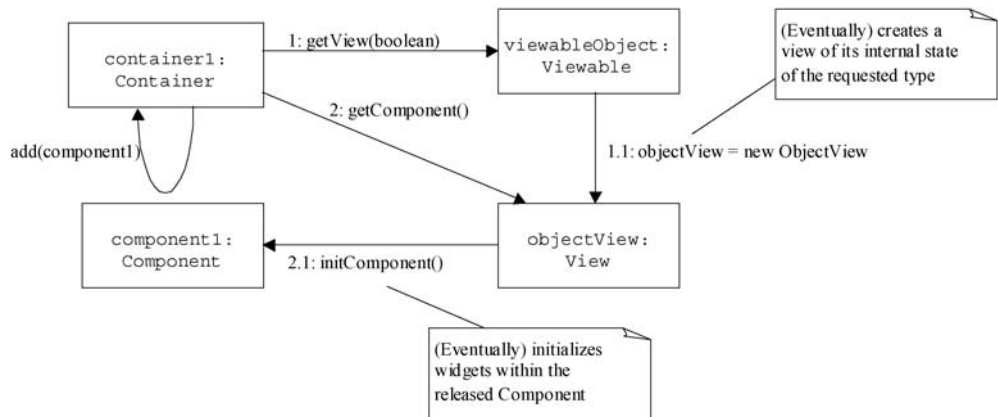 container1:
Container
1: getView(boolean)
viewableObject:
Viewable
(Eventually) creates a
view of its internal state
of the requested type
2: getComponent()
add(component1)
1.1: objectView = new ObjectView
component1:
Component
objectView:
View
2.1: initComponent()
(Eventually) initializes
widgets within the
released Component